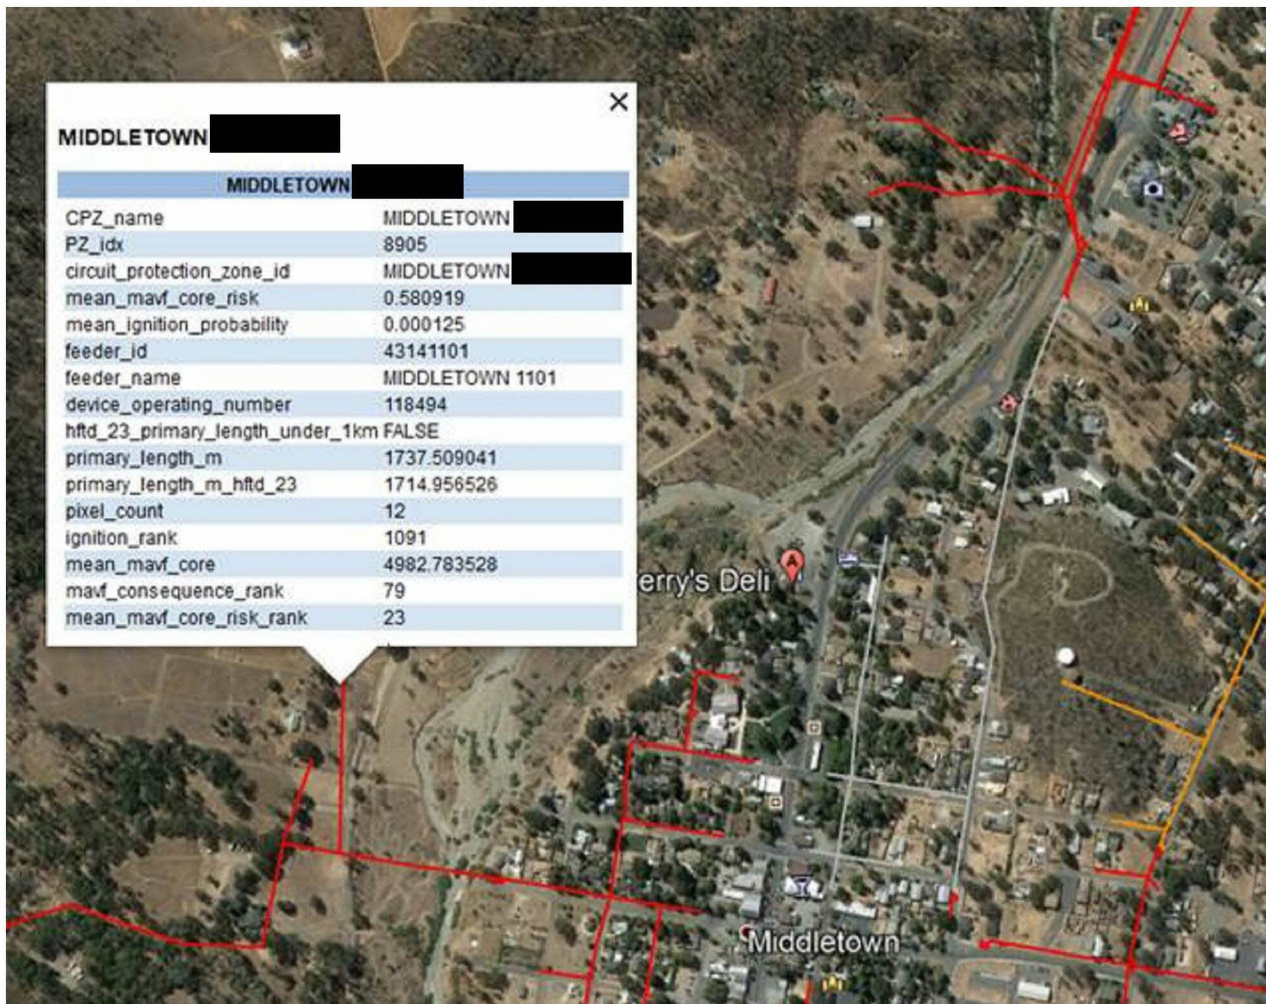 MIDDLETOWN
MIDDLETOWN
CPZ_name MIDDLETOWN
PZ_idx 8905
circuit_protection_zone_id MIDDLETOWN
mean_mavf_core_risk 0.580919
mean_ignition_probability 0.000125
feeder_id 43141101
feeder_name MIDDLETOWN 1101
device_operating_number 118494
hftd_23_primary_length_under_1km FALSE
primary_length_m 1737.509041
primary_length_m_hftd_23 1714.956526
pixel_count 12
ignition_rank 1091
mean_mavf_core 4982.783528
mavf_consequence_rank 79
mean_mavf_core_risk_rank 23
A
erry's Deli
Middletown